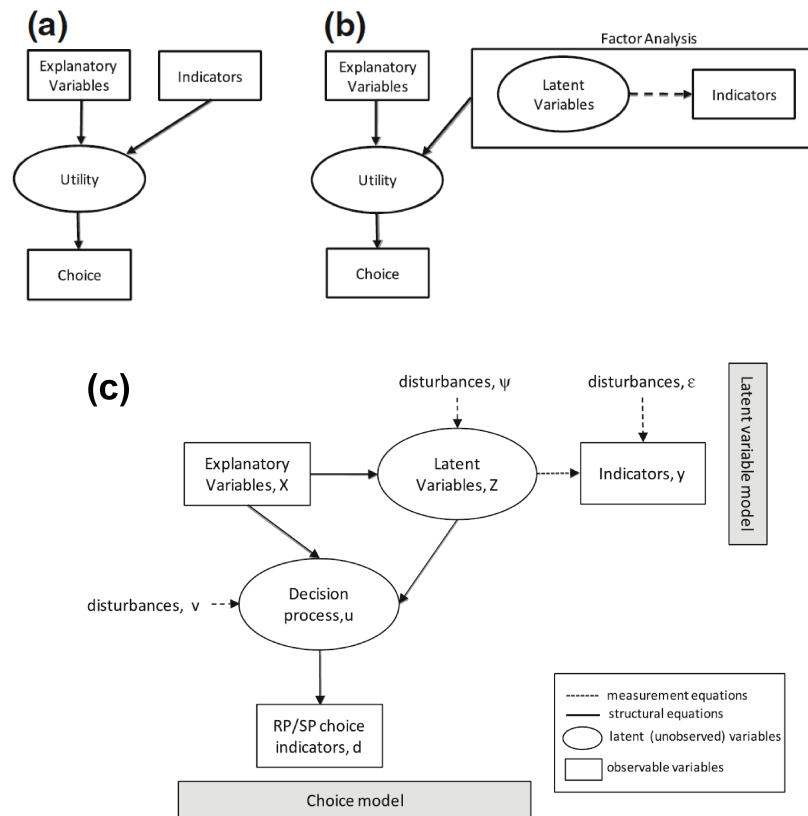 (a)
Explanatory
Variables
Indicators
Utility
Choice
(b)
Explanatory
Variables
Factor Analysis
Latent
Variables
Indicators
Utility
Choice
(c)
disturbances, ψ
disturbances, ε
Explanatory
Variables, X
Latent
Variables, Z
Indicators, y
Latent variable model
disturbances, ν
Decision
process,u
RP/SP choice
indicators, d
Choice model
measurement equations
structural equations
latent (unobserved) variables
observable variables